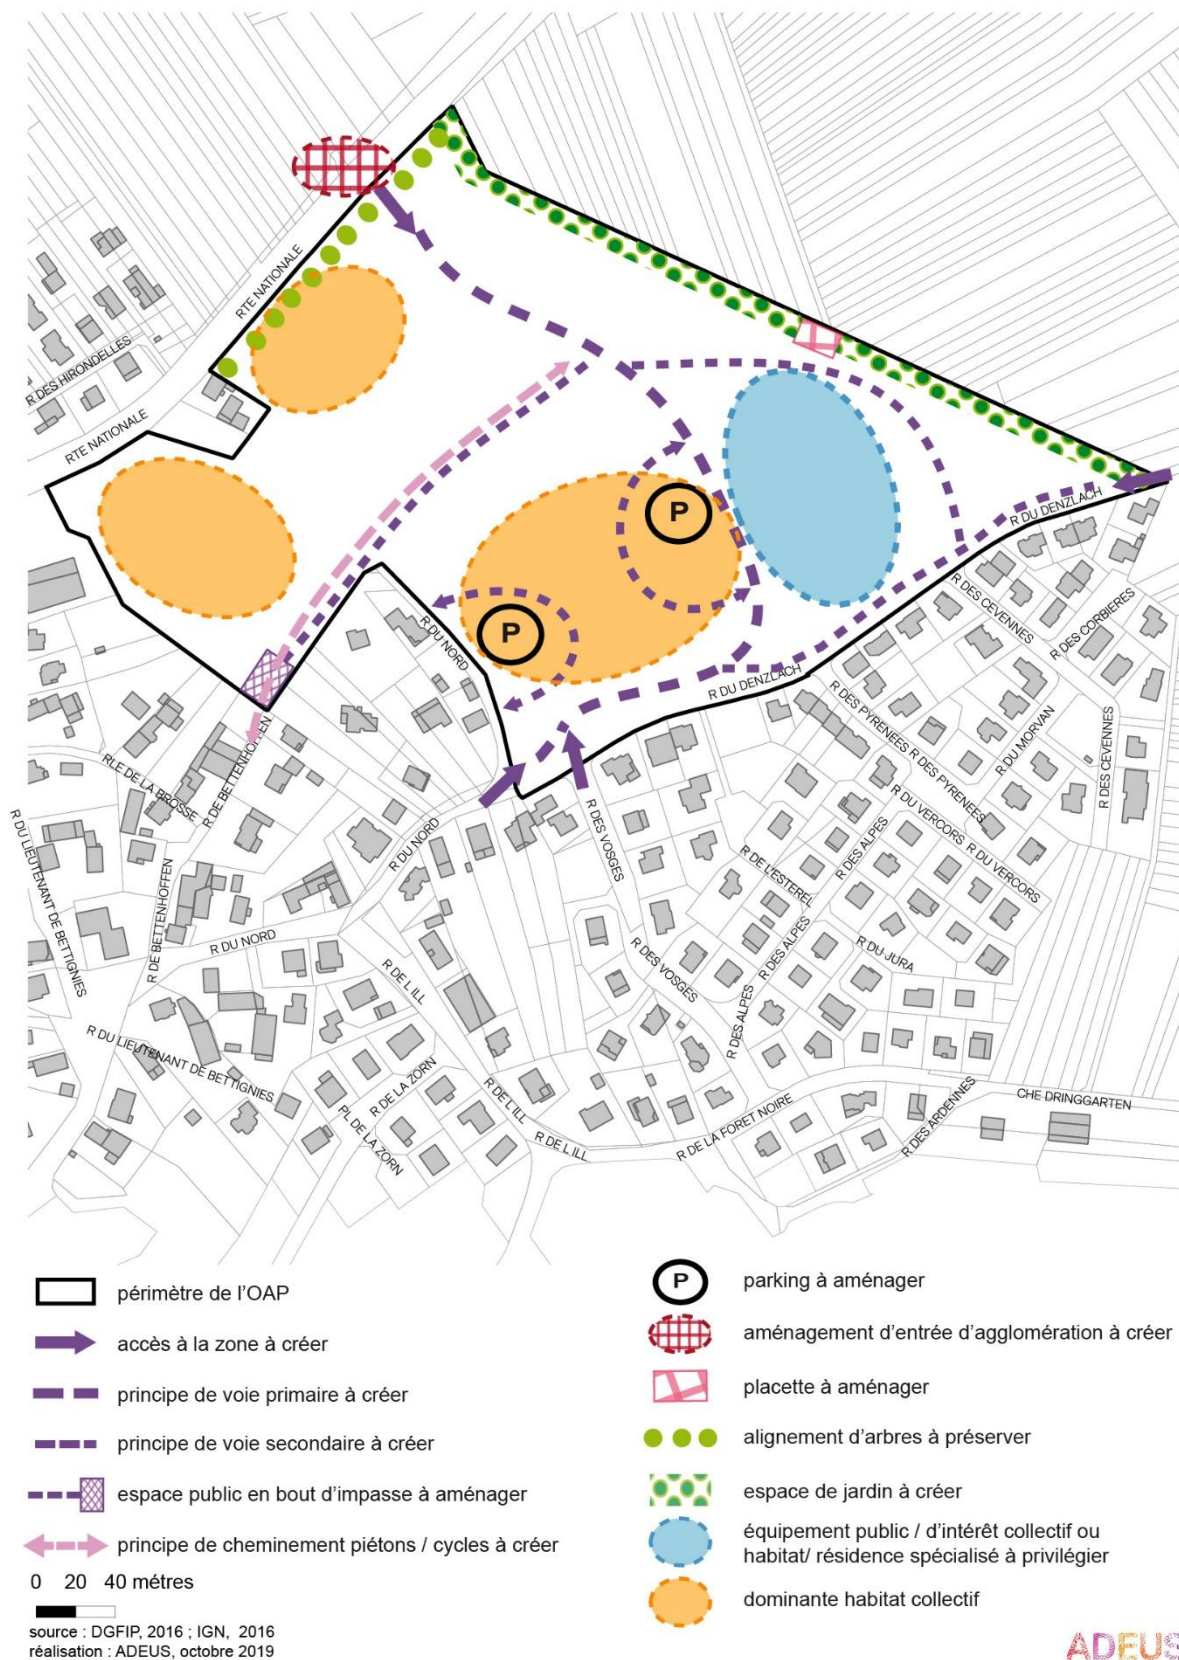 RTE NATIONALE
R DES HIRONDELLES
RTE NATIONALE
P
R DU DENZLACH
R DES CEVENNES
R DES CORBIERES
P
R DU NORD
R DU DENZLACH
R DES PYRENEES
R DES PYRENEES
R DU MORVAN
R DES CEVENNES
RLE DE LA BROSSE
R DE BETTENHOFFEN
R DU LIEUTENANT DE BETTIGNIES
R DU NORD
R DES VOSGES
R DE L'ESTEREL
R DES ALPES
R DU VERCORS
R DU VERCORS
R DE BETTENHOFFEN
R DU NORD
R DE L ILL
R DES VOSGES
R DES ALPES
R DU JURA
R DES ALPES
R DU LIEUTENANT DE BETTIGNIES
PL DE LA ZORN
R DE LA ZORN
R DE L ILL
R DE L ILL
R DE LA FORET NOIRE
R DES ARDENNES
CHE DRINGGARTEN
périmètre de l'OAP
accès à la zone à créer
principe de voie primaire à créer
principe de voie secondaire à créer
espace public en bout d'impasse à aménager
principe de cheminement piétons / cycles à créer
0 20 40 métres
source : DGFIP, 2016 ; IGN, 2016
réalisation : ADEUS, octobre 2019
P
parking à aménager
aménagement d'entrée d'agglomération à créer
placette à aménager
alignement d'arbres à préserver
espace de jardin à créer
équipement public / d'intérêt collectif ou
habitat/ résidence spécialisé à privilégier
dominante habitat collectif
ADEUS